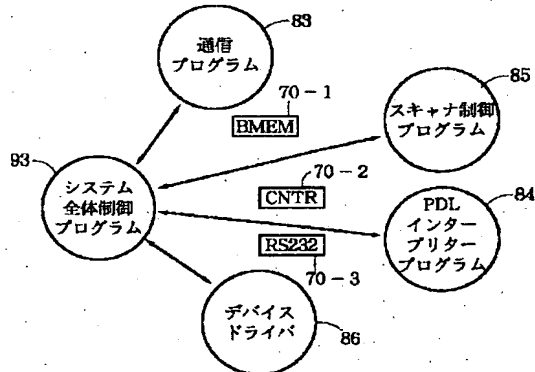 83
通信
プログラム
70-1
BMEM
85
スキャナ制御
プログラム
93
システム
全体制御
プログラム
70-2
CNTR
84
PDL
インター
プリター
プログラム
RS232
70-3
デバイス
ドライバ
86